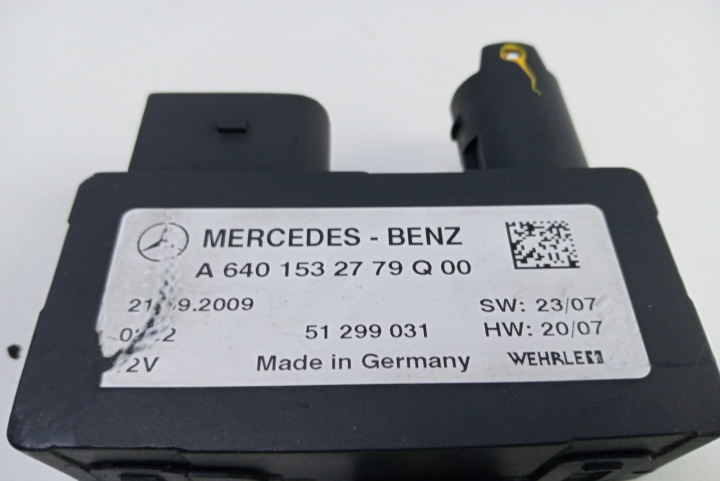 MERCEDES - BENZ
A 640 153 27 79 Q 00
SW: 23/07
51 299 031 HW: 20/07
Made in Germany WEHRLE